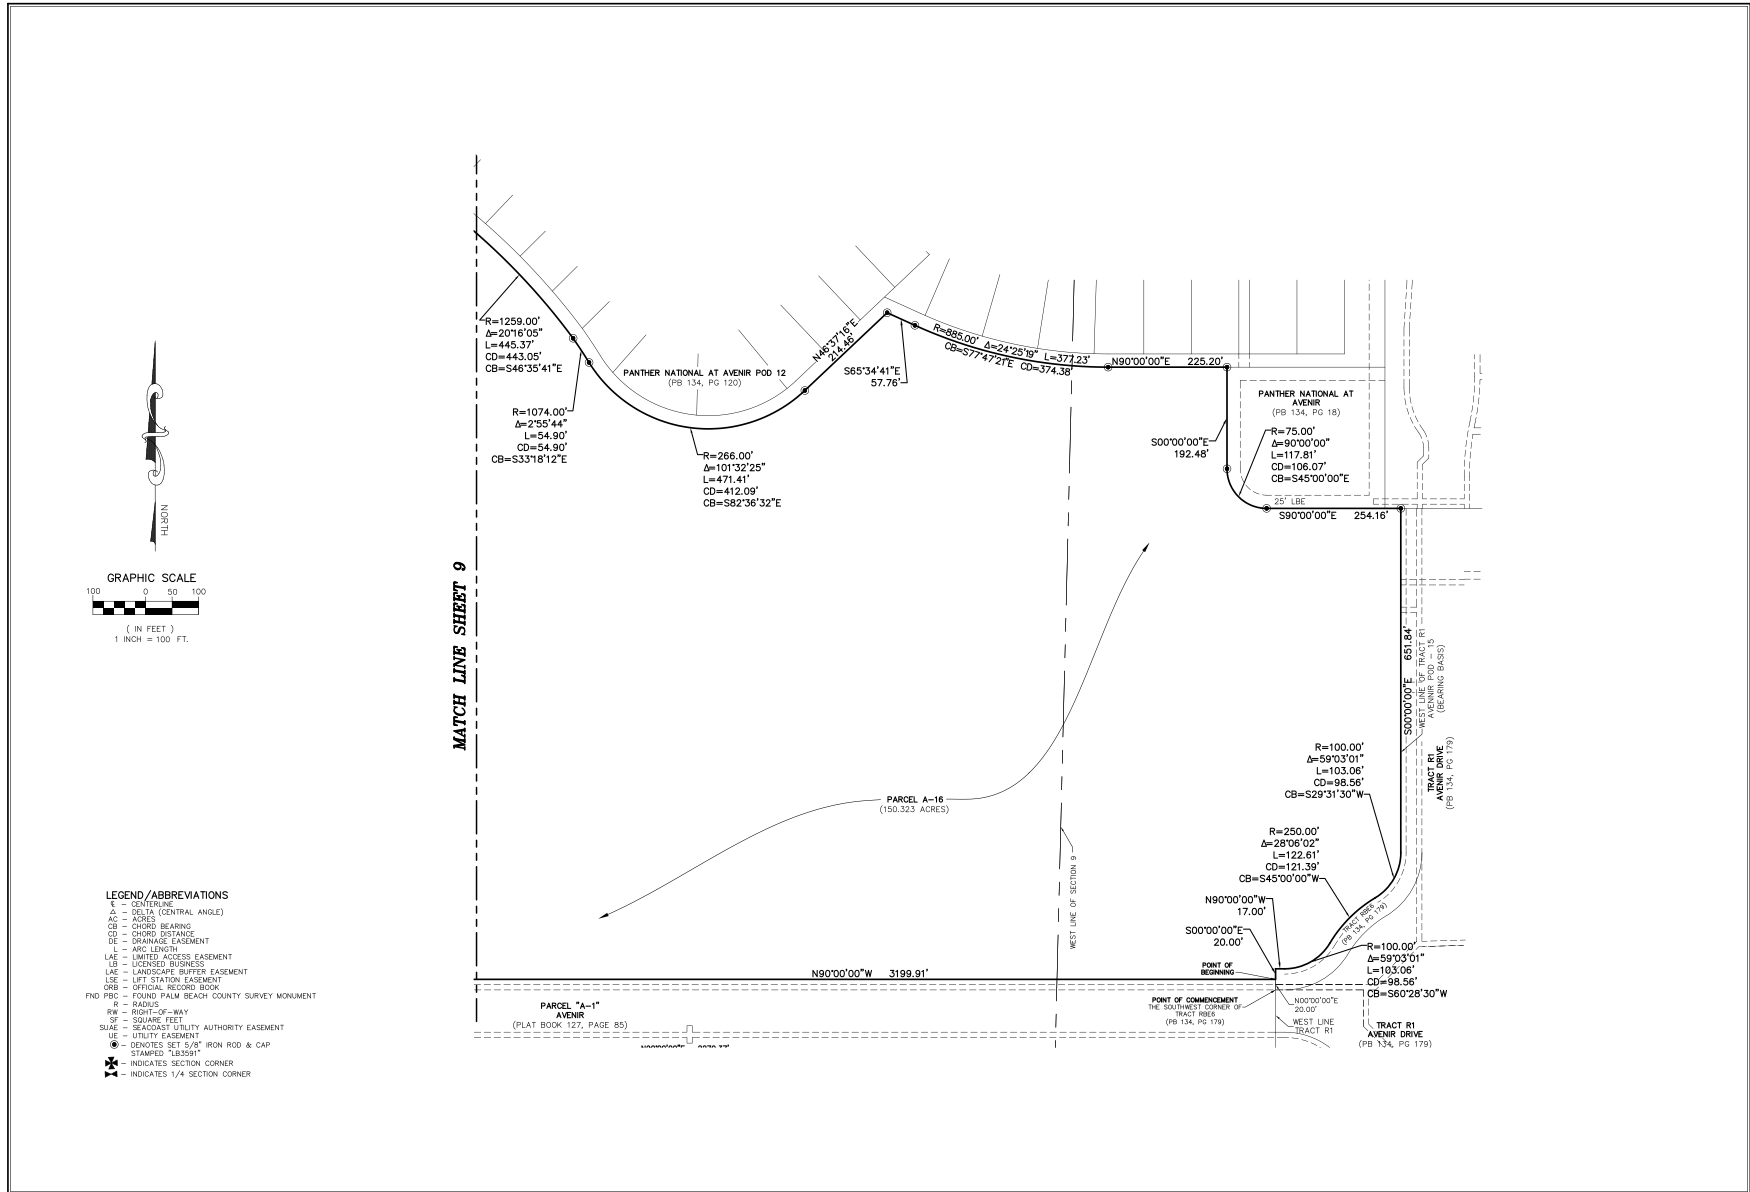 R=1259.00'
Δ=20°16'05"
L=445.37'
CD=443.05'
CB=S46°35'41"E
R=1074.00'
Δ=2°55'44"
L=54.90'
CD=54.90'
CB=S33°18'12"E
PANTHER NATIONAL AT AVENIR POD 12
(PB 134, PG 120)
R=266.00'
Δ=101°32'25"
L=471.41'
CD=412.09'
CB=S82°36'32"E
N46°37'16"E
214.46'
S65°34'41"E
57.76'
R=885.00' Δ=24°25'19" L=377.23'
CB=S77°47'21"E CD=374.38'
N90°00'00"E 225.20'
PANTHER NATIONAL AT
AVENIR
(PB 134, PG 18)
S00°00'00"E
192.48'
R=75.00'
Δ=90°00'00"
L=117.81'
CD=106.07'
CB=S45°00'00"E
25' LBE
S90°00'00"E 254.16'
NORTH
GRAPHIC SCALE
100 0 50 100
( IN FEET )
1 INCH = 100 FT.
MATCH LINE SHEET 9
S00°00'00"E 651.84'
WEST LINE OF TRACT R1
AVENNIR POD - 15
(BEARING BASIS)
TRACT R1
AVENIR DRIVE
(PB 134, PG 179)
R=100.00'
Δ=59°03'01"
L=103.06'
CD=98.56'
CB=S29°31'30"W
PARCEL A-16
(150.323 ACRES)
WEST LINE OF SECTION 9
R=250.00'
Δ=28°06'02"
L=122.61'
CD=121.39'
CB=S45°00'00"W
N90°00'00"W
17.00'
S00°00'00"E
20.00'
TRACT RBE6
(PB 134, PG 179)
R=100.00'
Δ=59°03'01"
L=103.06'
CD=98.56'
CB=S60°28'30"W
POINT OF
BEGINNING
N90°00'00"W 3199.91'
POINT OF COMMENCEMENT
THE SOUTHWEST CORNER OF
TRACT RBE6
(PB 134, PG 179)
N00°00'00"E
20.00'
WEST LINE
TRACT R1
TRACT R1
AVENIR DRIVE
(PB 134, PG 179)
PARCEL "A-1"
AVENIR
(PLAT BOOK 127, PAGE 85)
LEGEND/ABBREVIATIONS
℄ - CENTERLINE
Δ - DELTA (CENTRAL ANGLE)
AC - ACRES
CB - CHORD BEARING
CD - CHORD DISTANCE
DE - DRAINAGE EASEMENT
L - ARC LENGTH
LAE - LIMITED ACCESS EASEMENT
LB - LICENSED BUSINESS
LAE - LANDSCAPE BUFFER EASEMENT
LSE - LIFT STATION EASEMENT
ORB - OFFICIAL RECORD BOOK
FND PBC - FOUND PALM BEACH COUNTY SURVEY MONUMENT
R - RADIUS
RW - RIGHT-OF-WAY
SF - SQUARE FEET
SUAE - SEACOAST UTILITY AUTHORITY EASEMENT
UE - UTILITY EASEMENT
- DENOTES SET 5/8" IRON ROD & CAP
STAMPED "LB3591"
- INDICATES SECTION CORNER
- INDICATES 1/4 SECTION CORNER